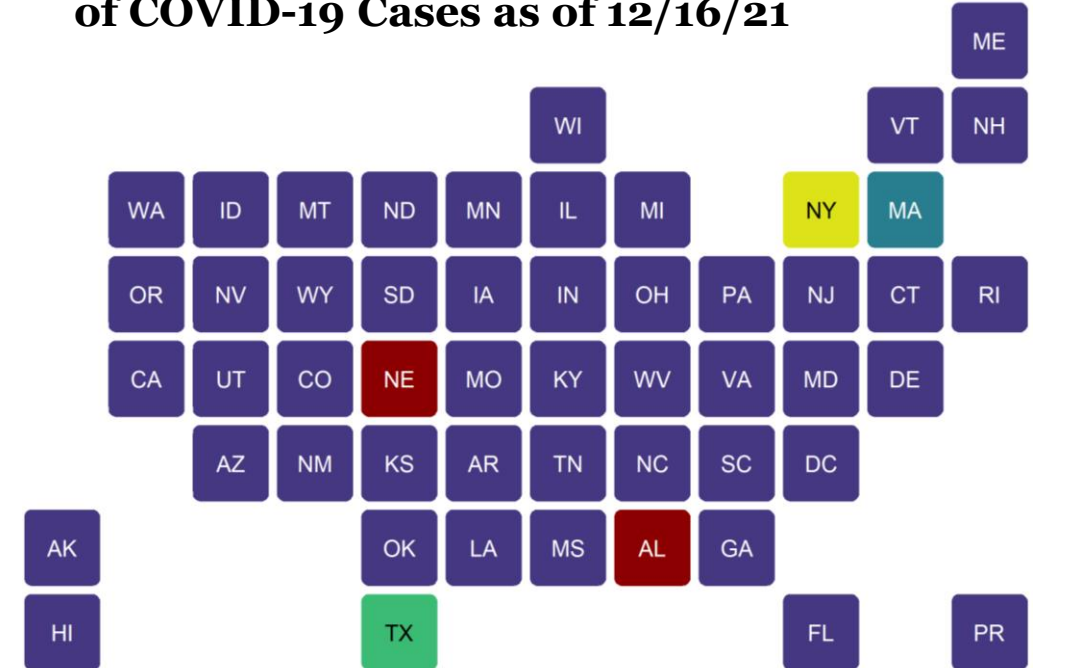 of COVID-19 Cases as of 12/16/21
ME
WI VT NH
WA ID MT ND MN IL MI NY MA
OR NV WY SD IA IN OH PA NJ CT RI
CA UT CO NE MO KY WV VA MD DE
AZ NM KS AR TN NC SC DC
AK OK LA MS AL GA
HI TX FL PR